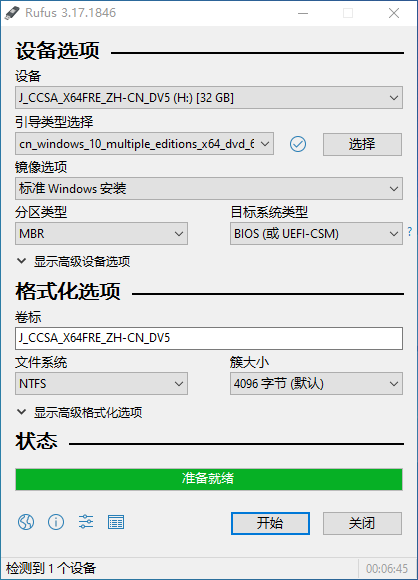 Rufus 3.17.1846
设备选项
设备
J_CCSA_X64FRE_ZH-CN_DV5 (H:) [32 GB]
引导类型选择
cn_windows_10_multiple_editions_x64_dvd_6
选择
镜像选项
标准 Windows 安装
分区类型
目标系统类型
MBR
BIOS (或 UEFI-CSM)
?
显示高级设备选项
格式化选项
卷标
J_CCSA_X64FRE_ZH-CN_DV5
文件系统
簇大小
NTFS
4096 字节 (默认)
显示高级格式化选项
状态
准备就绪
开始
关闭
检测到 1 个设备
00:06:45